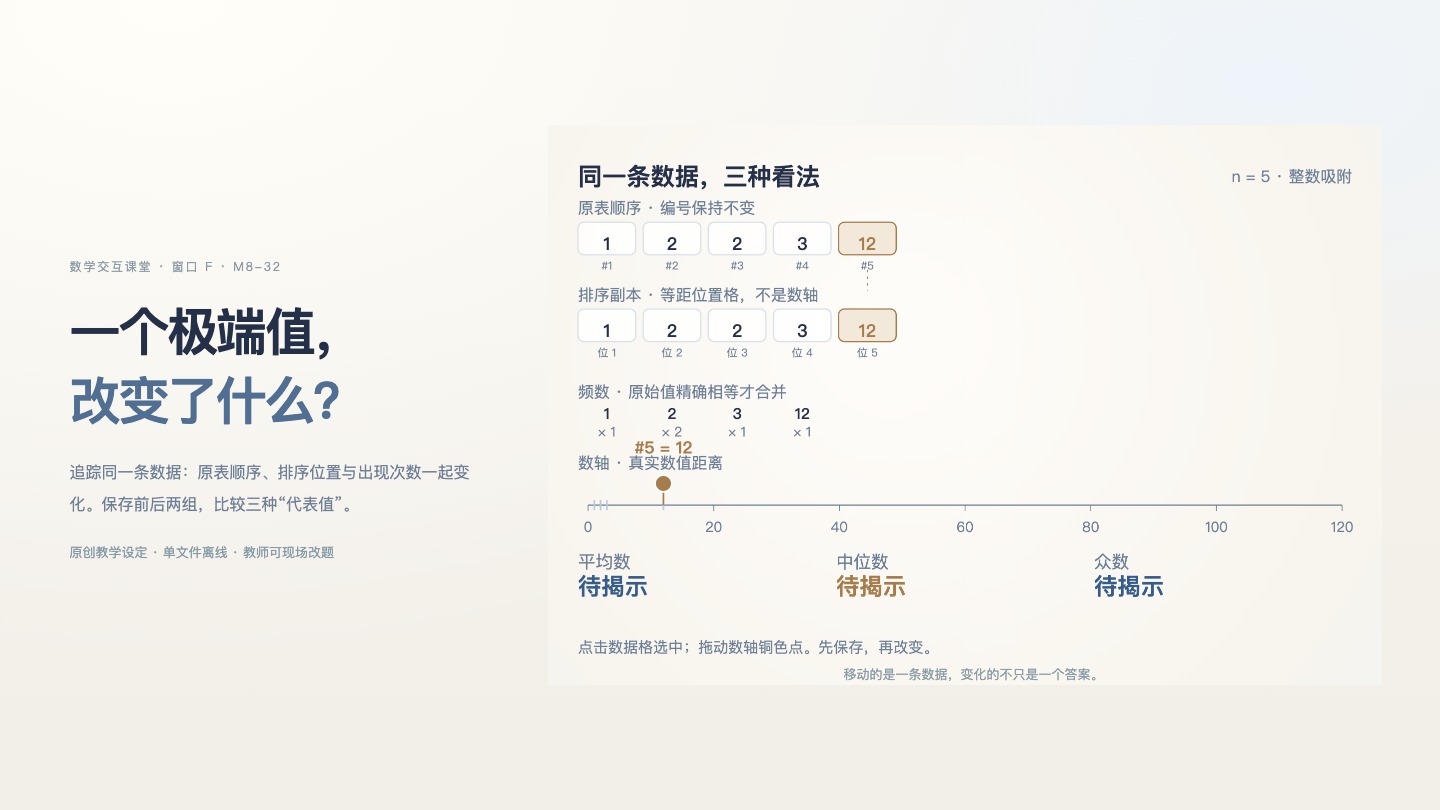 数学交互课堂 · 窗口 F · M8–32
一个极端值，
改变了什么？
追踪同一条数据：原表顺序、排序位置与出现次数一起变
化。保存前后两组，比较三种“代表值”。
原创教学设定 · 单文件离线 · 教师可现场改题
同一条数据，三种看法
n = 5 · 整数吸附
原表顺序 · 编号保持不变
1 2 2 3 12
#1 #2 #3 #4 #5
排序副本 · 等距位置格，不是数轴
1 2 2 3 12
位 1 位 2 位 3 位 4 位 5
频数 · 原始值精确相等才合并
1 2 3 12
× 1 × 2 × 1 × 1
#5 = 12
数轴 · 真实数值距离
0 20 40 60 80 100 120
平均数 中位数 众数
待揭示 待揭示 待揭示
点击数据格选中；拖动数轴铜色点。先保存，再改变。
移动的是一条数据，变化的不只是一个答案。